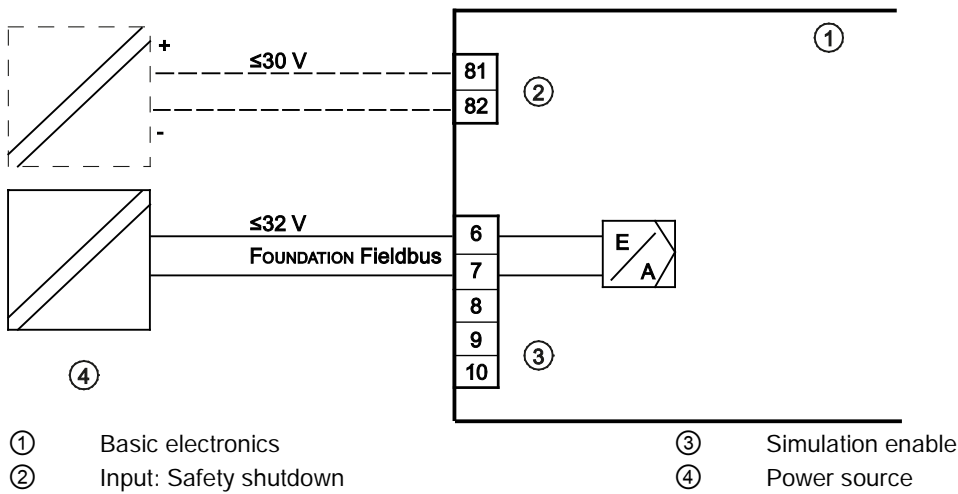 ①
+
≤30 V
81
②
82
-
≤32 V
6
E
FOUNDATION Fieldbus
7
A
8
9
③
10
④
① Basic electronics ③ Simulation enable
② Input: Safety shutdown ④ Power source